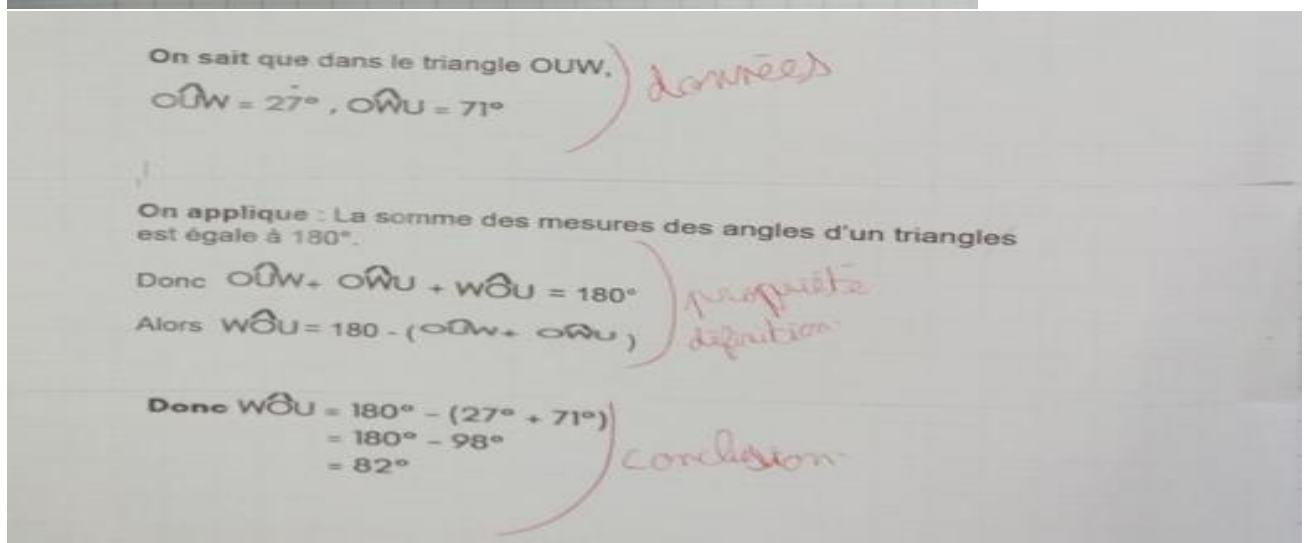 On sait que dans le triangle OUW,
OÛW = 27° , OŴU = 71°
données
On applique : La somme des mesures des angles d'un triangles
est égale à 180°.
Donc OÛW + OŴU + WÔU = 180°
Alors WÔU = 180 - (OÛW + OŴU )
propriété
définition
Donc WÔU = 180° – (27° + 71°)
= 180° – 98°
= 82°
conclusion